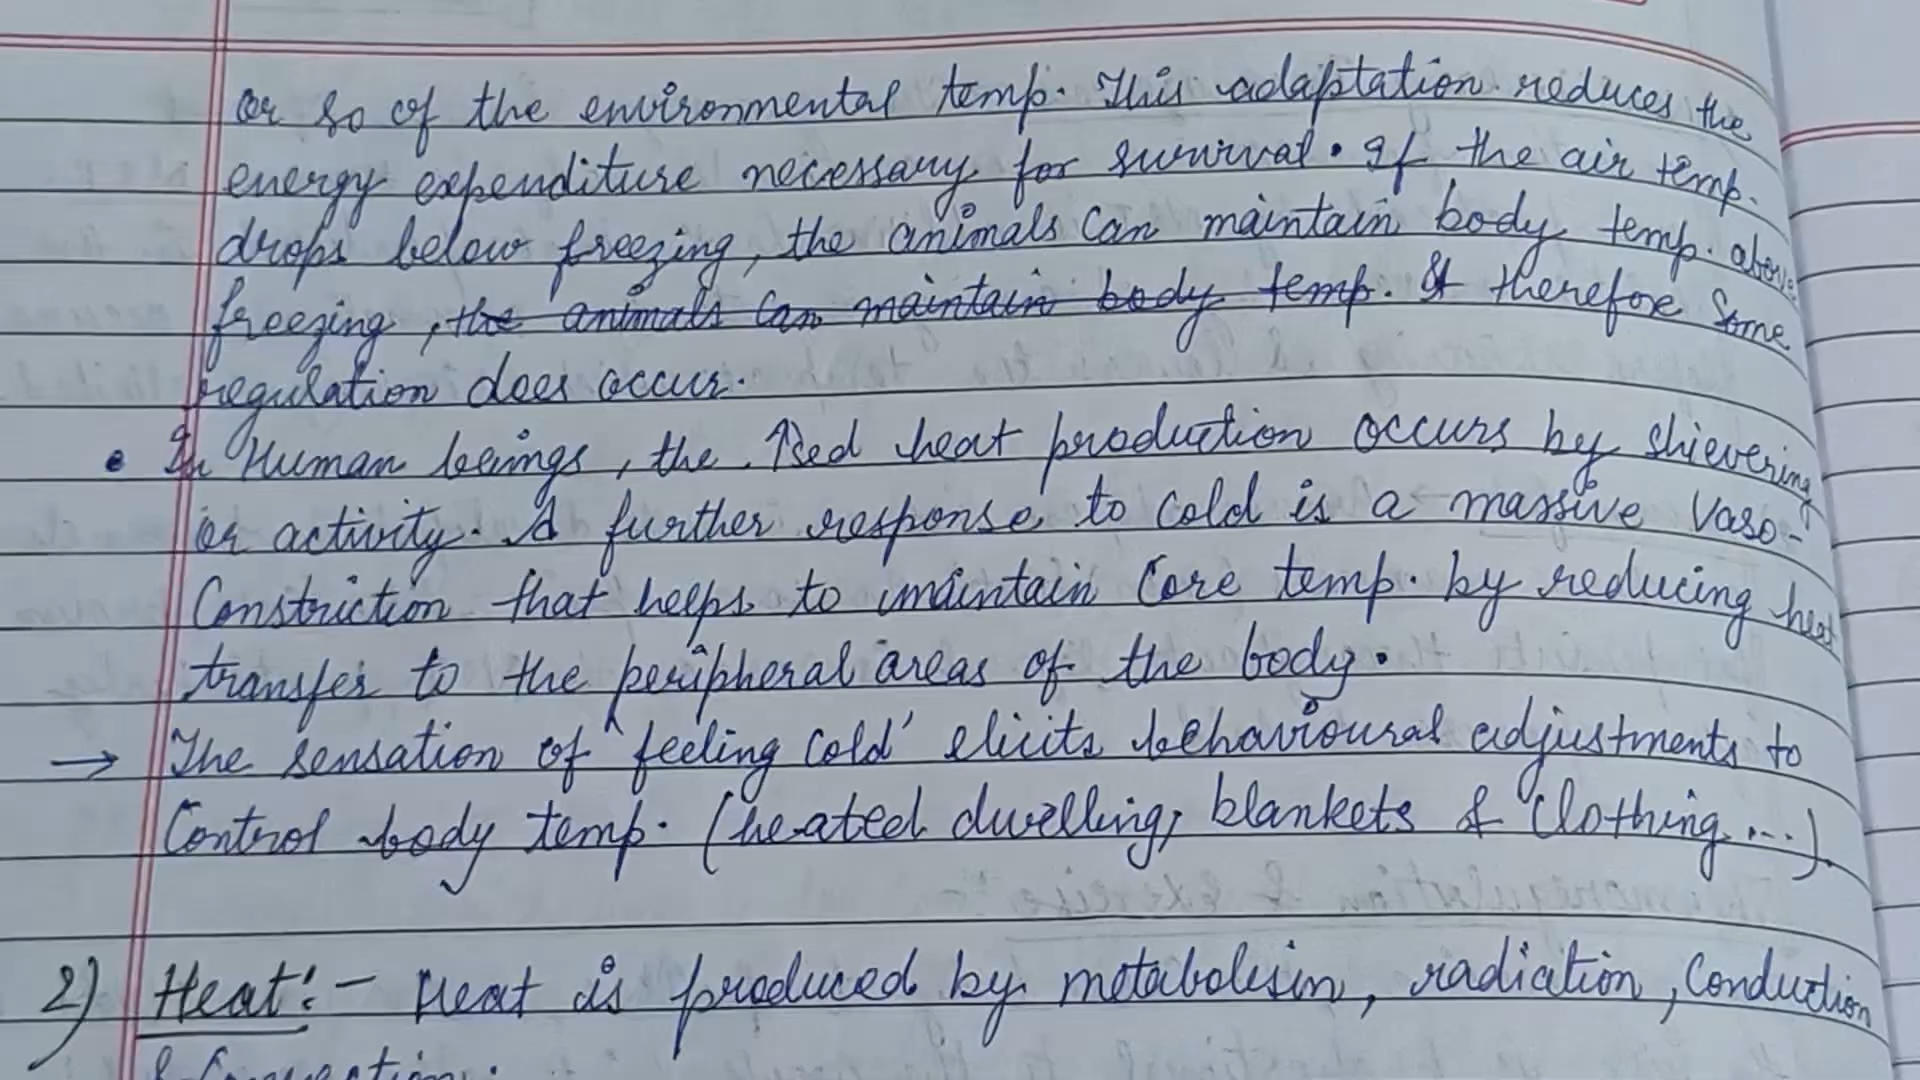 or so of the environmental temp. This adaptation reduces the
energy expenditure necessary for survival. If the air temp.
drops below freezing, the animals can maintain body temp. above
freezing, the animals can maintain body temp. & therefore Some
regulation does occur.
• In Human beings, the ↑sed heat production occurs by shievering
or activity. A further response to cold is a massive vaso-
Constriction that helps to maintain Core temp. by reducing heat
transfer to the peripheral areas of the body.
→ The sensation of 'feeling cold' elicits behavioural adjustments to
Control body temp. (heated dwelling, blankets & Clothing ...).
2) Heat:- Heat is produced by metabolism, radiation, Conduction
& Convection.